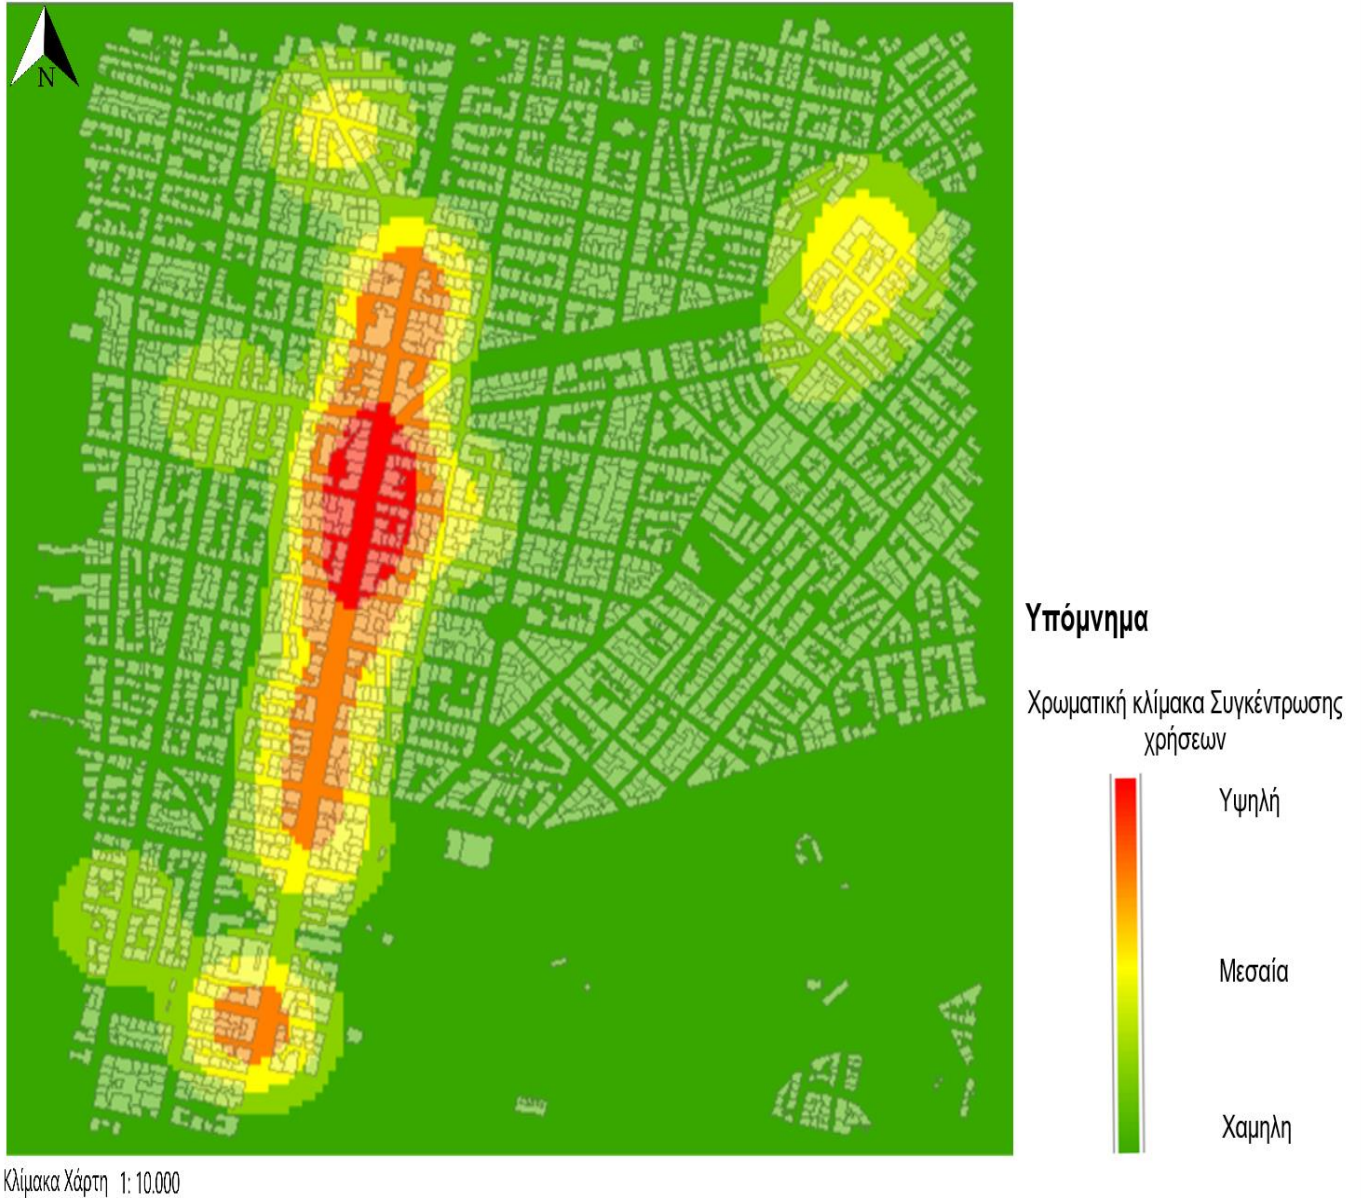 N
Υπόμνημα
Χρωματική κλίμακα Συγκέντρωσης
χρήσεων
Υψηλή
Μεσαία
Χαμηλη
Κλίμακα Χάρτη 1: 10.000